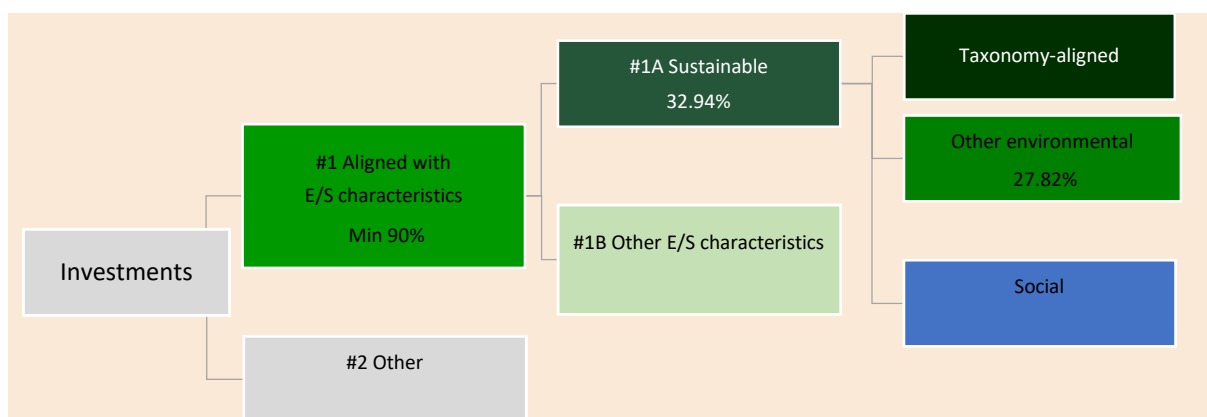 Investments
#1 Aligned with
E/S characteristics
Min 90%
#2 Other
#1A Sustainable
32.94%
#1B Other E/S characteristics
Taxonomy-aligned
Other environmental
27.82%
Social